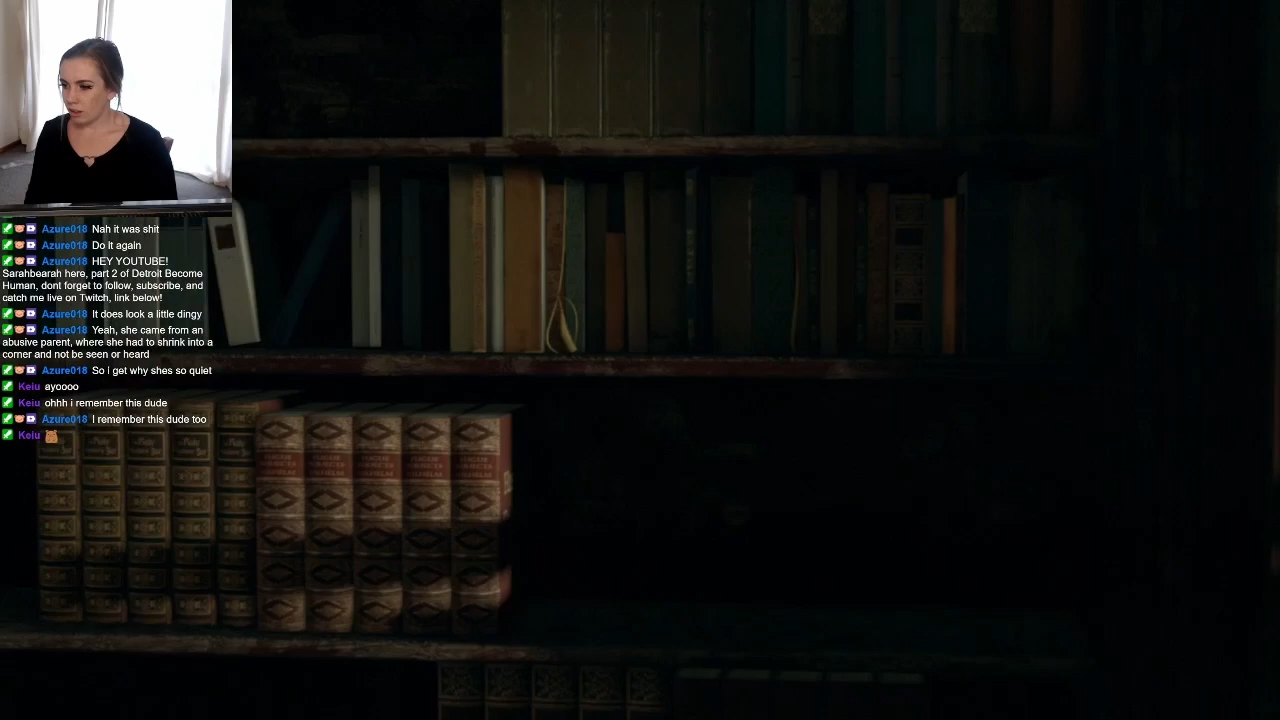 Azure018 Nah it was shit
Azure018 Do it again
Azure018 HEY YOUTUBE!
Sarahbearah here, part 2 of Detroit Become
Human, dont forget to follow, subscribe, and
catch me live on Twitch, link below!
Azure018 It does look a little dingy
Azure018 Yeah, she came from an
abusive parent, where she had to shrink into a
corner and not be seen or heard
Azure018 So I get why shes so quiet
Keiu ayoooo
Keiu ohhh i remember this dude
Azure018 I remember this dude too
Keiu